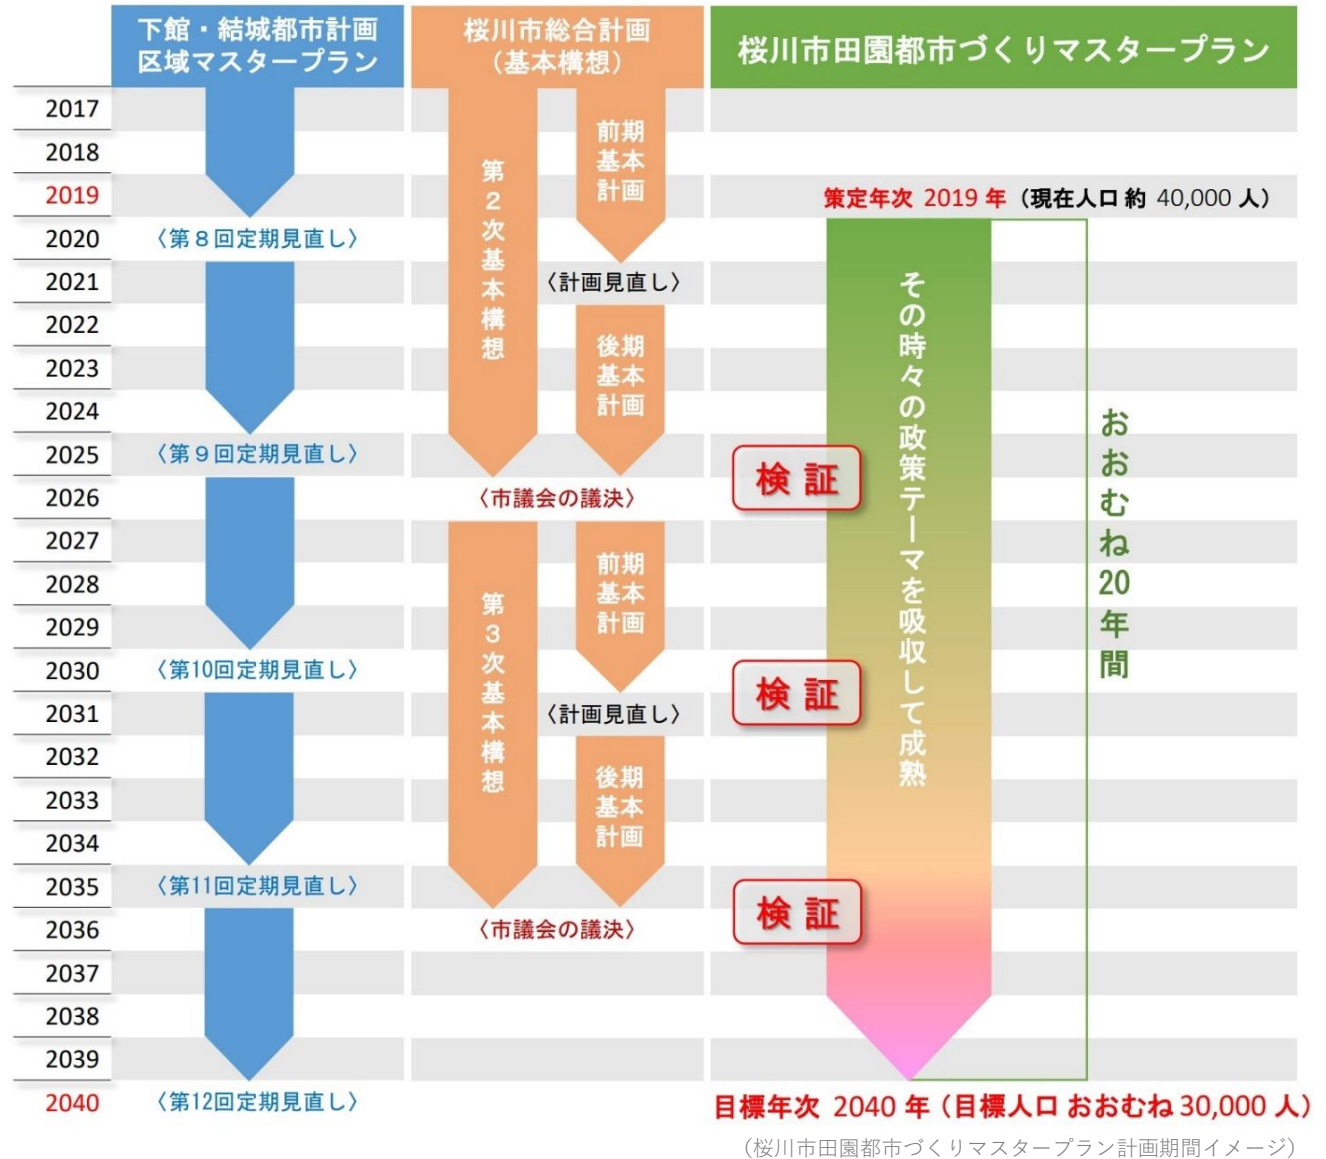 下館・結城都市計画
区域マスタープラン
桜川市総合計画
（基本構想）
桜川市田園都市づくりマスタープラン
2017
2018
2019
2020
2021
2022
2023
2024
2025
2026
2027
2028
2029
2030
2031
2032
2033
2034
2035
2036
2037
2038
2039
2040
〈第８回定期見直し〉
〈第９回定期見直し〉
〈第10回定期見直し〉
〈第11回定期見直し〉
〈第12回定期見直し〉
第２次基本構想
前期
基本
計画
〈計画見直し〉
後期
基本
計画
〈市議会の議決〉
第３次基本構想
前期
基本
計画
〈計画見直し〉
後期
基本
計画
〈市議会の議決〉
策定年次 2019 年（現在人口 約 40,000 人）
その時々の政策テーマを吸収して成熟
検 証
検 証
検 証
おおむね20年間
目標年次 2040 年（目標人口 おおむね 30,000 人）
（桜川市田園都市づくりマスタープラン計画期間イメージ）